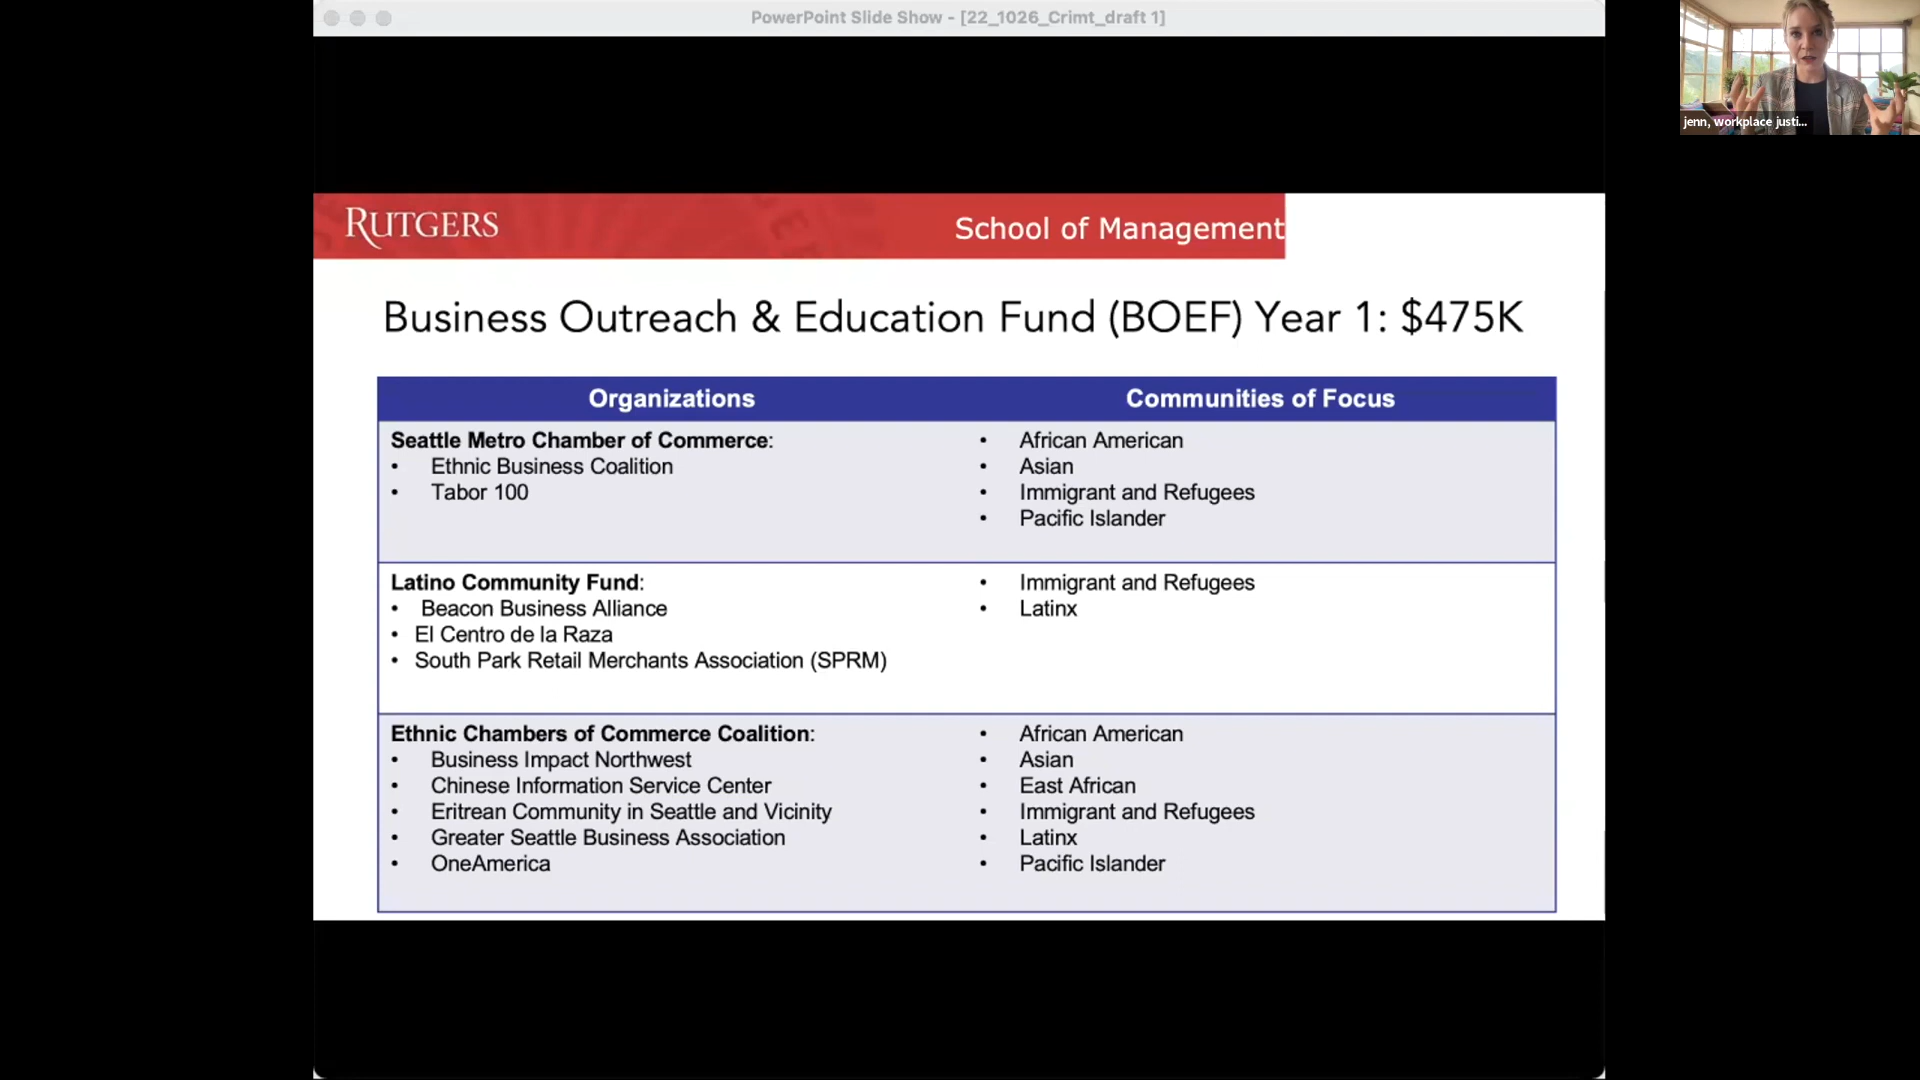 PowerPoint Slide Show - [22_1026_Crimt_draft 1]
jenn, workplace justi...
RUTGERS
School of Management
Business Outreach & Education Fund (BOEF) Year 1: $475K
Organizations
Communities of Focus
Seattle Metro Chamber of Commerce:
• Ethnic Business Coalition
• Tabor 100
• African American
• Asian
• Immigrant and Refugees
• Pacific Islander
Latino Community Fund:
• Beacon Business Alliance
• El Centro de la Raza
• South Park Retail Merchants Association (SPRM)
• Immigrant and Refugees
• Latinx
Ethnic Chambers of Commerce Coalition:
• Business Impact Northwest
• Chinese Information Service Center
• Eritrean Community in Seattle and Vicinity
• Greater Seattle Business Association
• OneAmerica
• African American
• Asian
• East African
• Immigrant and Refugees
• Latinx
• Pacific Islander